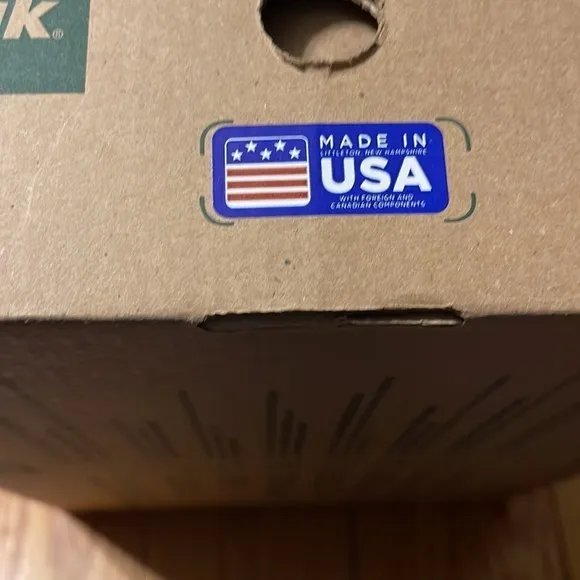 k®
MADE IN
LITTLETON, NEW HAMPSHIRE
USA
WITH FOREIGN AND
CANADIAN COMPONENTS